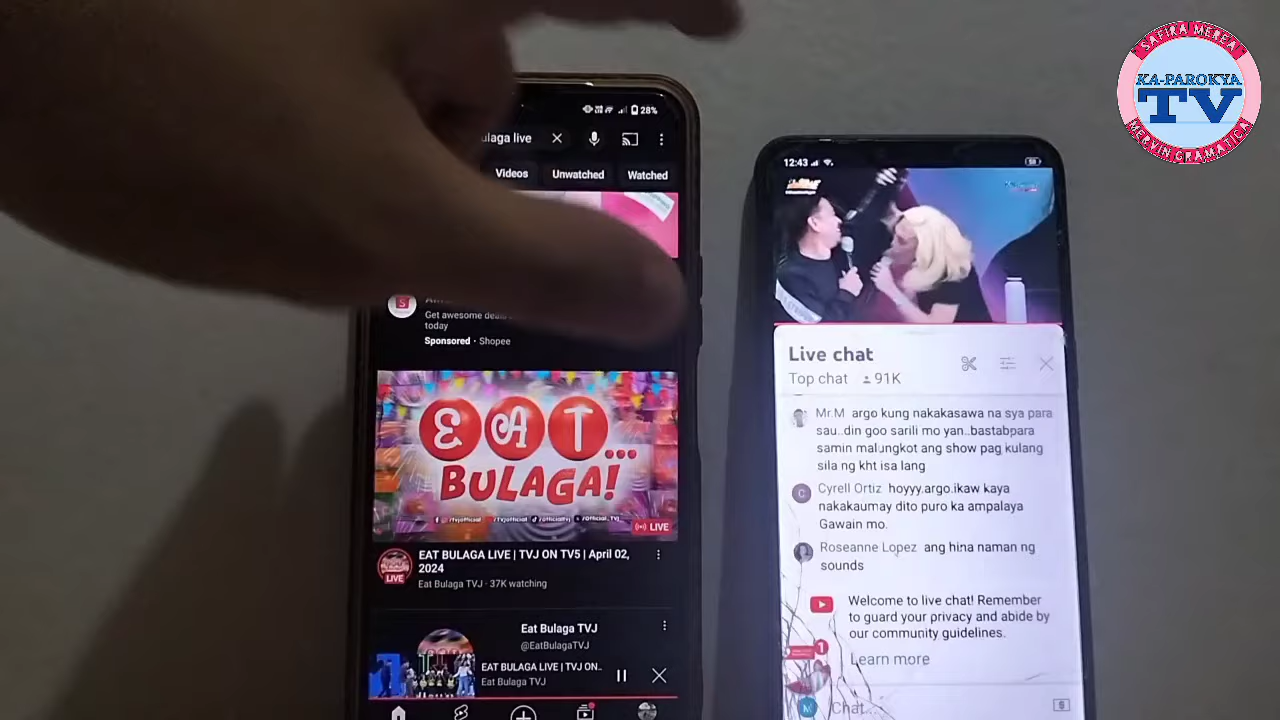 SAFIRA MEREA
KA-PAROKYA
TV
MERVIN GRAMATICA
28%
ulaga live
Videos
Unwatched
Watched
Get awesome deals
today
Sponsored · Shopee
EAT...
BULAGA!
LIVE
EAT BULAGA LIVE | TVJ ON TV5 | April 02,
2024
Eat Bulaga TVJ · 37K watching
LIVE
Eat Bulaga TVJ
@EatBulagaTVJ
EAT BULAGA LIVE | TVJ ON..
Eat Bulaga TVJ
12:43
Live chat
Top chat 91K
Mr.M argo kung nakakasawa na sya para
sau..din goo sarili mo yan..bastabpara
samin malungkot ang show pag kulang
sila ng kht isa lang
C Cyrell Ortiz hoyyy.argo.ikaw kaya
nakakaumay dito puro ka ampalaya
Gawain mo.
Roseanne Lopez ang hina naman ng
sounds
Welcome to live chat! Remember
to guard your privacy and abide by
our community guidelines.
1
Learn more
M Chat...